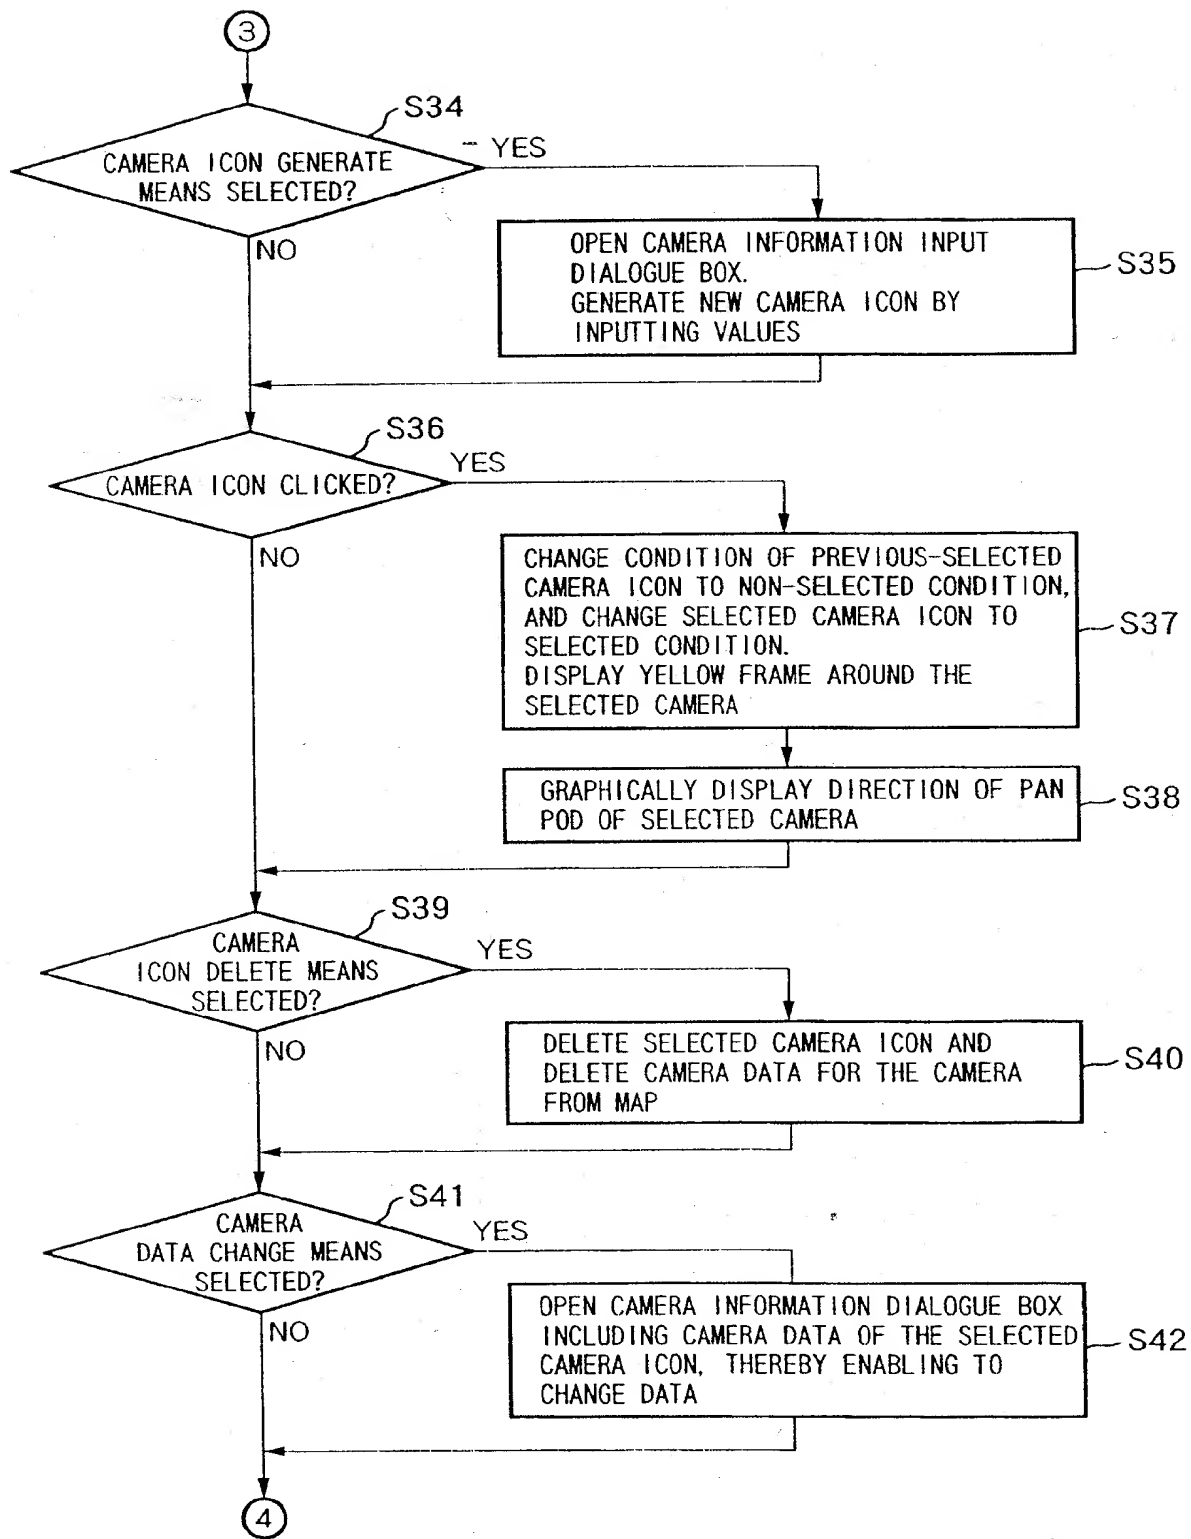 3
S34
CAMERA ICON GENERATE
MEANS SELECTED?
YES
NO
OPEN CAMERA INFORMATION INPUT
DIALOGUE BOX.
GENERATE NEW CAMERA ICON BY
INPUTTING VALUES
S35
S36
CAMERA ICON CLICKED?
YES
NO
CHANGE CONDITION OF PREVIOUS-SELECTED
CAMERA ICON TO NON-SELECTED CONDITION,
AND CHANGE SELECTED CAMERA ICON TO
SELECTED CONDITION.
DISPLAY YELLOW FRAME AROUND THE
SELECTED CAMERA
S37
GRAPHICALLY DISPLAY DIRECTION OF PAN
POD OF SELECTED CAMERA
S38
S39
CAMERA
ICON DELETE MEANS
SELECTED?
YES
NO
DELETE SELECTED CAMERA ICON AND
DELETE CAMERA DATA FOR THE CAMERA
FROM MAP
S40
S41
CAMERA
DATA CHANGE MEANS
SELECTED?
YES
NO
OPEN CAMERA INFORMATION DIALOGUE BOX
INCLUDING CAMERA DATA OF THE SELECTED
CAMERA ICON, THEREBY ENABLING TO
CHANGE DATA
S42
4